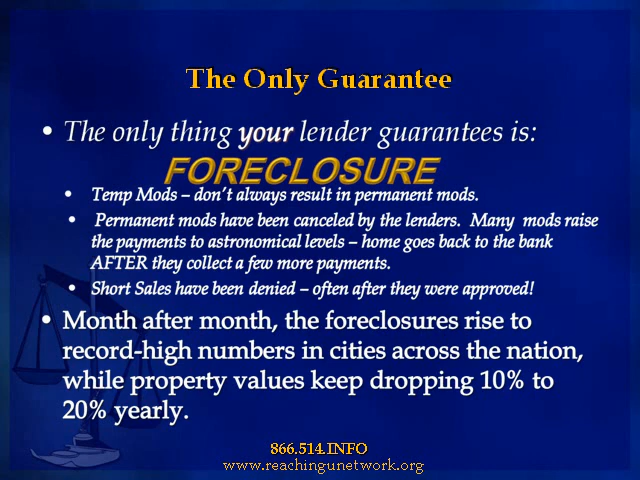 The Only Guarantee
• The only thing your lender guarantees is:
FORECLOSURE
• Temp Mods – don't always result in permanent mods.
• Permanent mods have been canceled by the lenders. Many mods raise
the payments to astronomical levels – home goes back to the bank
AFTER they collect a few more payments.
• Short Sales have been denied – often after they were approved!
• Month after month, the foreclosures rise to
record-high numbers in cities across the nation,
while property values keep dropping 10% to
20% yearly.
866.514.INFO
www.reachingunetwork.org